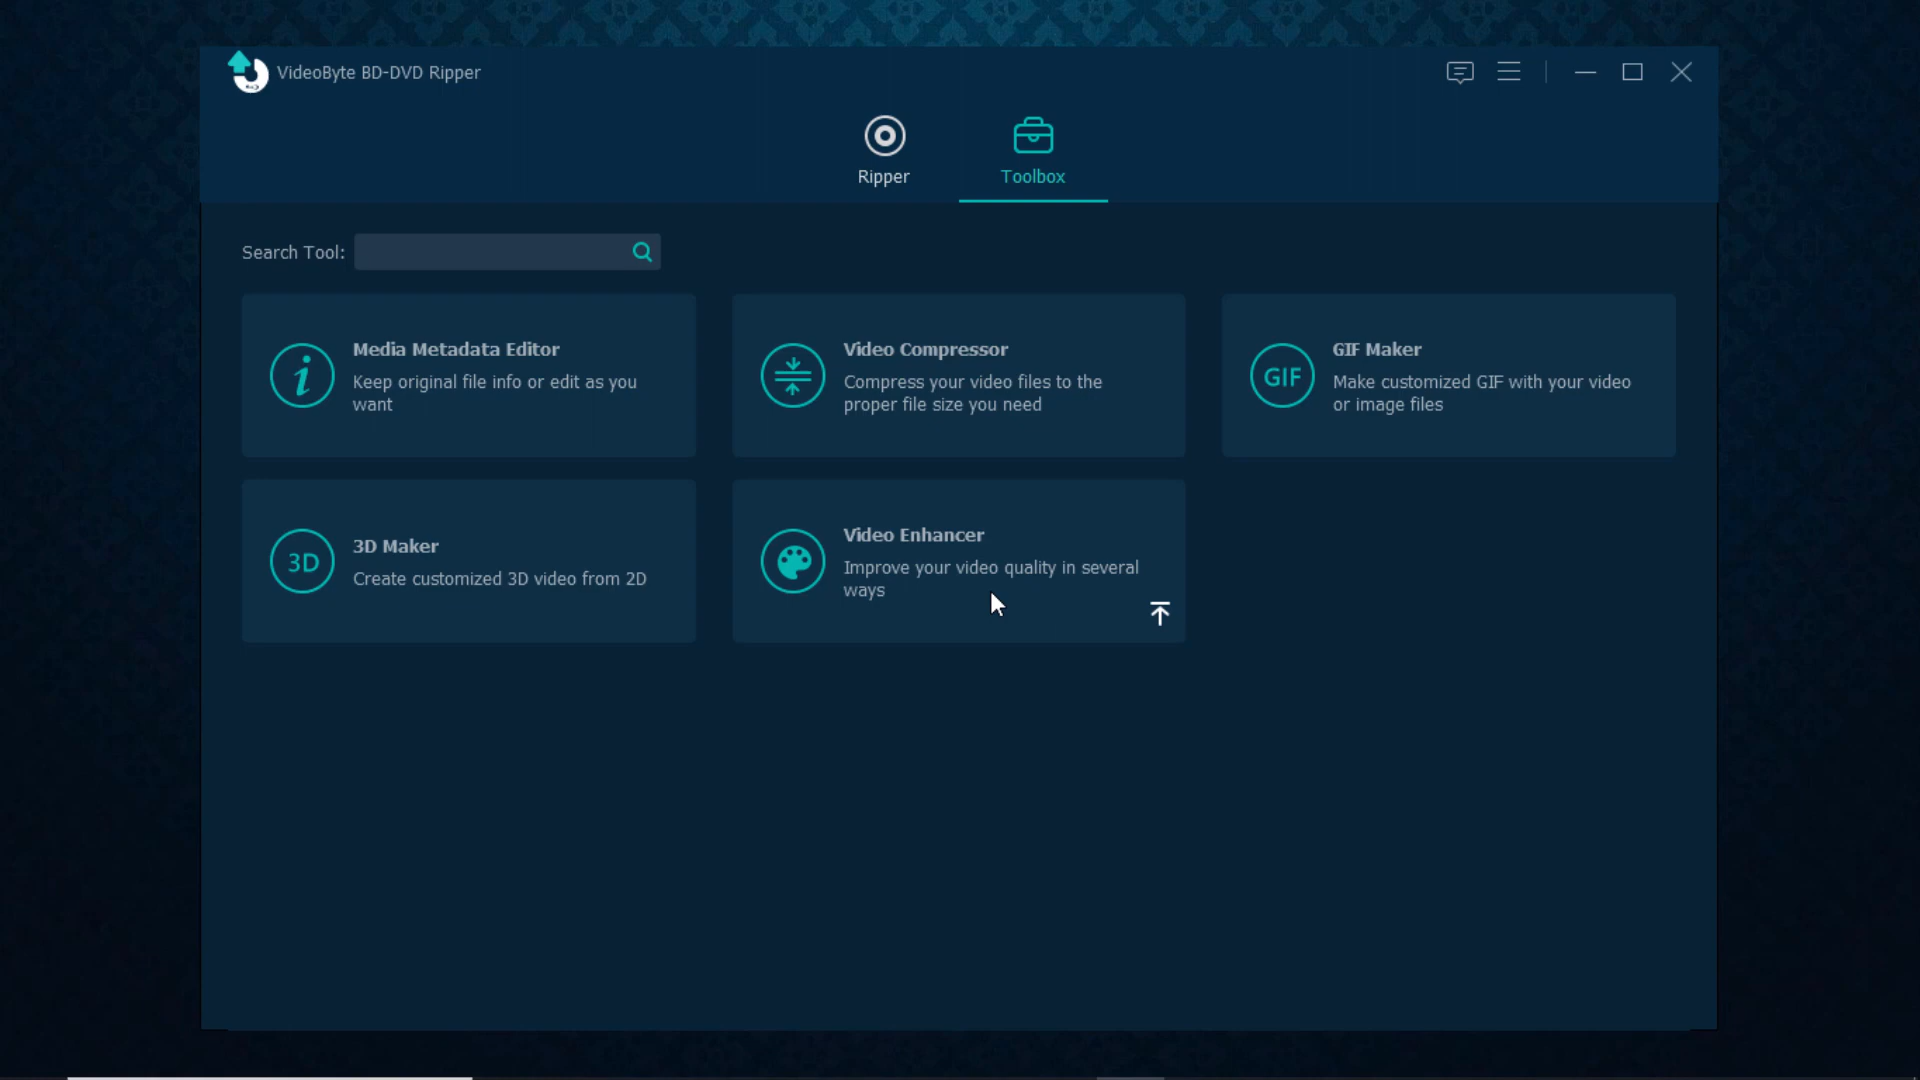 VideoByte BD-DVD Ripper
Ripper
Toolbox
Search Tool:
Media Metadata Editor
Keep original file info or edit as you
want
Video Compressor
Compress your video files to the
proper file size you need
GIF
GIF Maker
Make customized GIF with your video
or image files
3D
3D Maker
Create customized 3D video from 2D
Video Enhancer
Improve your video quality in several
ways